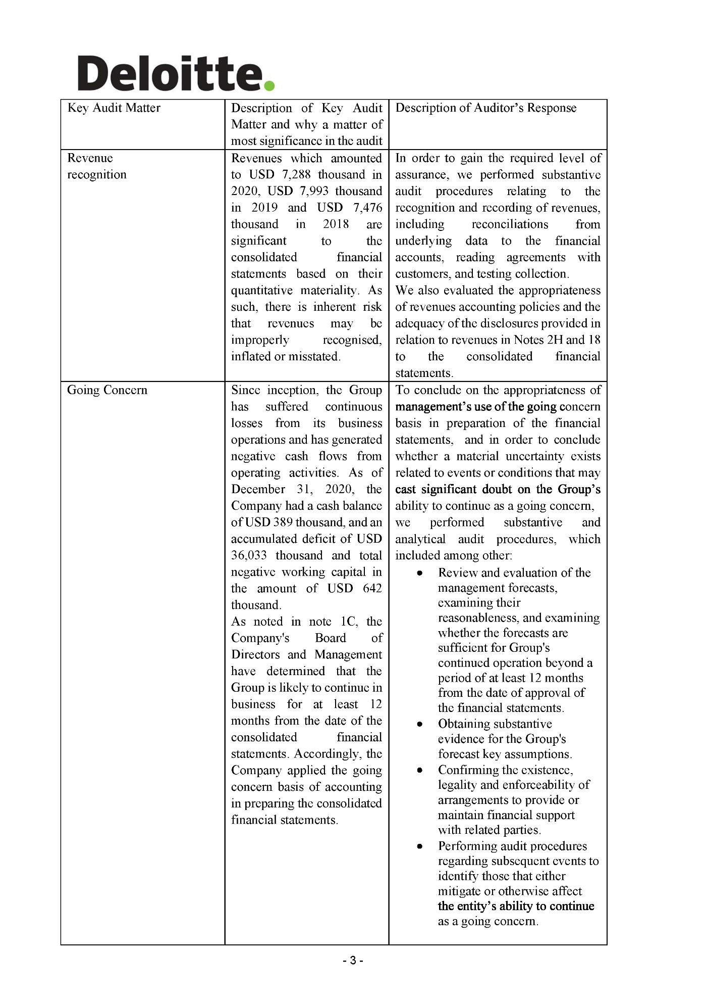 Deloitte.
Key Audit Matter
Description of Key Audit
Matter and why a matter of
most significance in the audit
Description of Auditor’s Response
Revenue
recognition
Revenues which amounted
to USD 7,288 thousand in
2020, USD 7,993 thousand
in 2019 and USD 7,476
thousand in 2018 are
significant to the
consolidated financial
statements based on their
quantitative materiality. As
such, there is inherent risk
that revenues may be
improperly recognised,
inflated or misstated.
In order to gain the required level of
assurance, we performed substantive
audit procedures relating to the
recognition and recording of revenues,
including reconciliations from
underlying data to the financial
accounts, reading agreements with
customers, and testing collection.
We also evaluated the appropriateness
of revenues accounting policies and the
adequacy of the disclosures provided in
relation to revenues in Notes 2H and 18
to the consolidated financial
statements.
Going Concern
Since inception, the Group
has suffered continuous
losses from its business
operations and has generated
negative cash flows from
operating activities. As of
December 31, 2020, the
Company had a cash balance
of USD 389 thousand, and an
accumulated deficit of USD
36,033 thousand and total
negative working capital in
the amount of USD 642
thousand.
As noted in note 1C, the
Company's Board of
Directors and Management
have determined that the
Group is likely to continue in
business for at least 12
months from the date of the
consolidated financial
statements. Accordingly, the
Company applied the going
concern basis of accounting
in preparing the consolidated
financial statements.
To conclude on the appropriateness of
management’s use of the going concern
basis in preparation of the financial
statements, and in order to conclude
whether a material uncertainty exists
related to events or conditions that may
cast significant doubt on the Group’s
ability to continue as a going concern,
we performed substantive and
analytical audit procedures, which
included among other:
• Review and evaluation of the
management forecasts,
examining their
reasonableness, and examining
whether the forecasts are
sufficient for Group's
continued operation beyond a
period of at least 12 months
from the date of approval of
the financial statements.
• Obtaining substantive
evidence for the Group's
forecast key assumptions.
• Confirming the existence,
legality and enforceability of
arrangements to provide or
maintain financial support
with related parties.
• Performing audit procedures
regarding subsequent events to
identify those that either
mitigate or otherwise affect
the entity’s ability to continue
as a going concern.
- 3 -